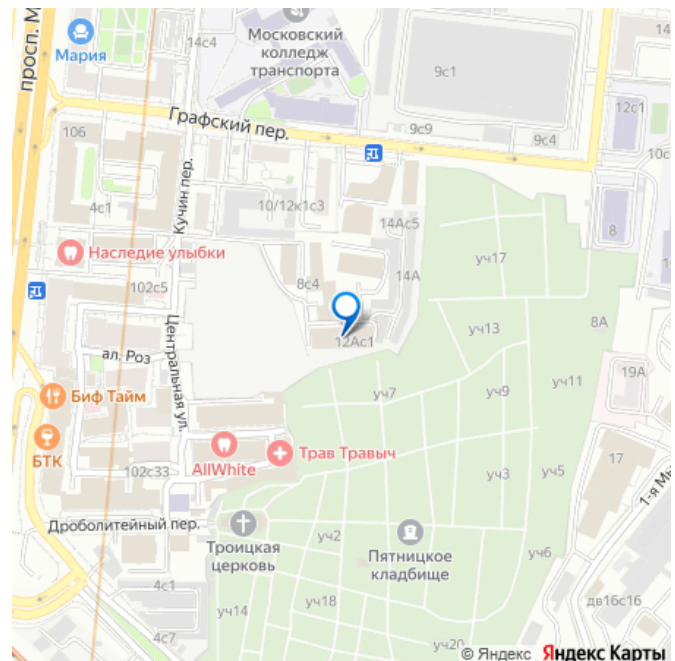 просп. М
Мария
14с4
Московский
колледж
транспорта
9с1
14
12с1
Графский пер.
9с9
9с4
10с
106
4с1
Кучин пер.
10/12к1с3
14Ас5
8
Наследие улыбки
уч17
102с5
8с4
14А
12Ас1
уч13
8А
ал. Роз
Центральная ул.
19А
Биф Тайм
уч7
уч9
уч11
БТК
AllWhite
Трав Травыч
17
102с33
уч3
уч5
1-я Мы
Дроболитейный пер.
Троицкая
церковь
уч2
Пятницкое
кладбище
уч6
4с1
уч14
уч18
дв16с16
4с7
уч20
© Яндекс Яндекс Карты